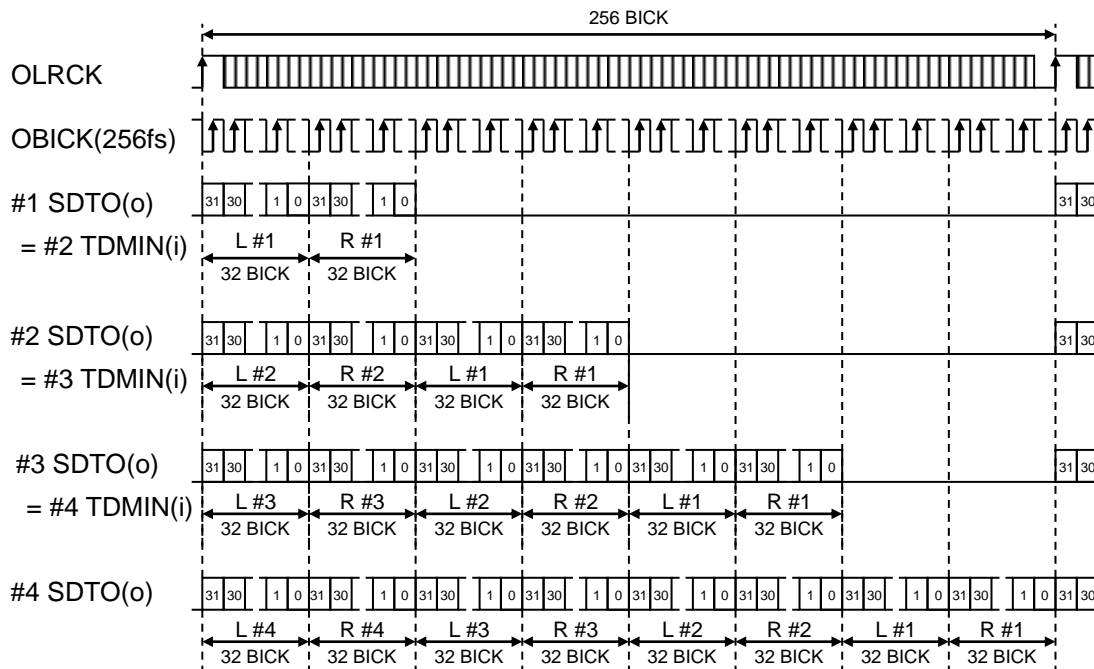 256 BICK
OLRCK
OBICK(256fs)
#1 SDTO(o)
31 30 1 0 31 30 1 0 31 30
= #2 TDMIN(i)
L #1 R #1
32 BICK 32 BICK
#2 SDTO(o)
31 30 1 0 31 30 1 0 31 30 1 0 31 30 1 0 31 30
= #3 TDMIN(i)
L #2 R #2 L #1 R #1
32 BICK 32 BICK 32 BICK 32 BICK
#3 SDTO(o)
31 30 1 0 31 30 1 0 31 30 1 0 31 30 1 0 31 30 1 0 31 30 1 0 31 30
= #4 TDMIN(i)
L #3 R #3 L #2 R #2 L #1 R #1
32 BICK 32 BICK 32 BICK 32 BICK 32 BICK 32 BICK
#4 SDTO(o)
31 30 1 0 31 30 1 0 31 30 1 0 31 30 1 0 31 30 1 0 31 30 1 0 31 30 1 0 31 30 1 0 31 30
L #4 R #4 L #3 R #3 L #2 R #2 L #1 R #1
32 BICK 32 BICK 32 BICK 32 BICK 32 BICK 32 BICK 32 BICK 32 BICK